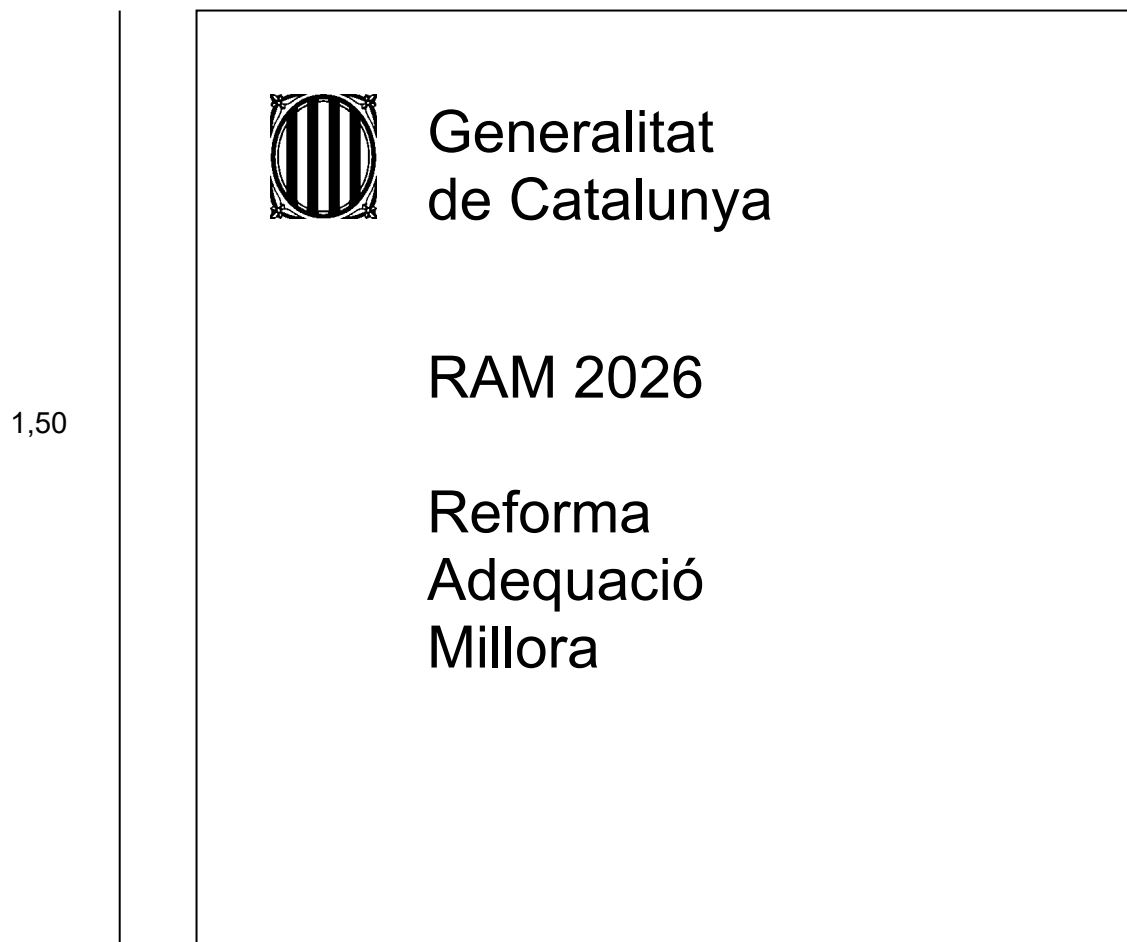 Generalitat
de Catalunya
RAM 2026
1,50
Reforma
Adequació
Millora